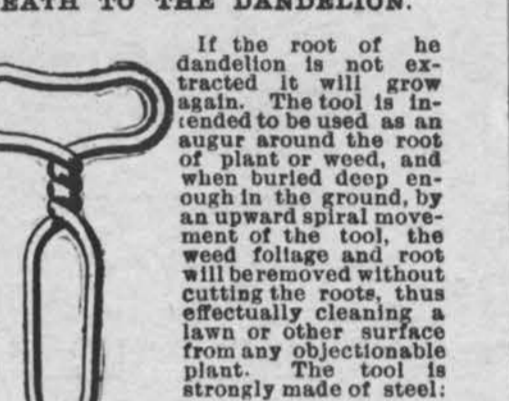 EATH TO THE DANDELION.
If the root of he
dandelion is not ex-
tracted it will grow
again. The tool is in-
tended to be used as an
augur around the root
of plant or weed, and
when buried deep en-
ough in the ground, by
an upward spiral move-
ment of the tool, the
weed foliage and root
will be removed without
cutting the roots, thus
effectually cleaning a
lawn or other surface
from any objectionable
plant. The tool is
strongly made of steel: